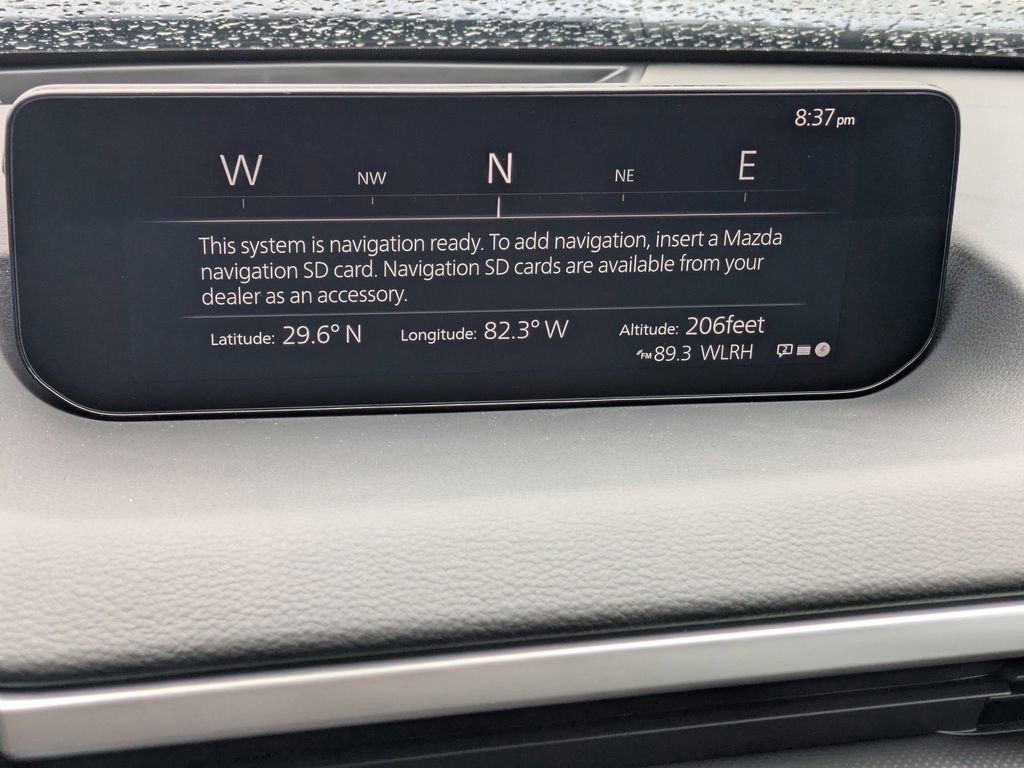 8:37pm
W NW N NE E
This system is navigation ready. To add navigation, insert a Mazda
navigation SD card. Navigation SD cards are available from your
dealer as an accessory.
Latitude: 29.6° N Longitude: 82.3° W Altitude: 206feet
FM 89.3 WLRH